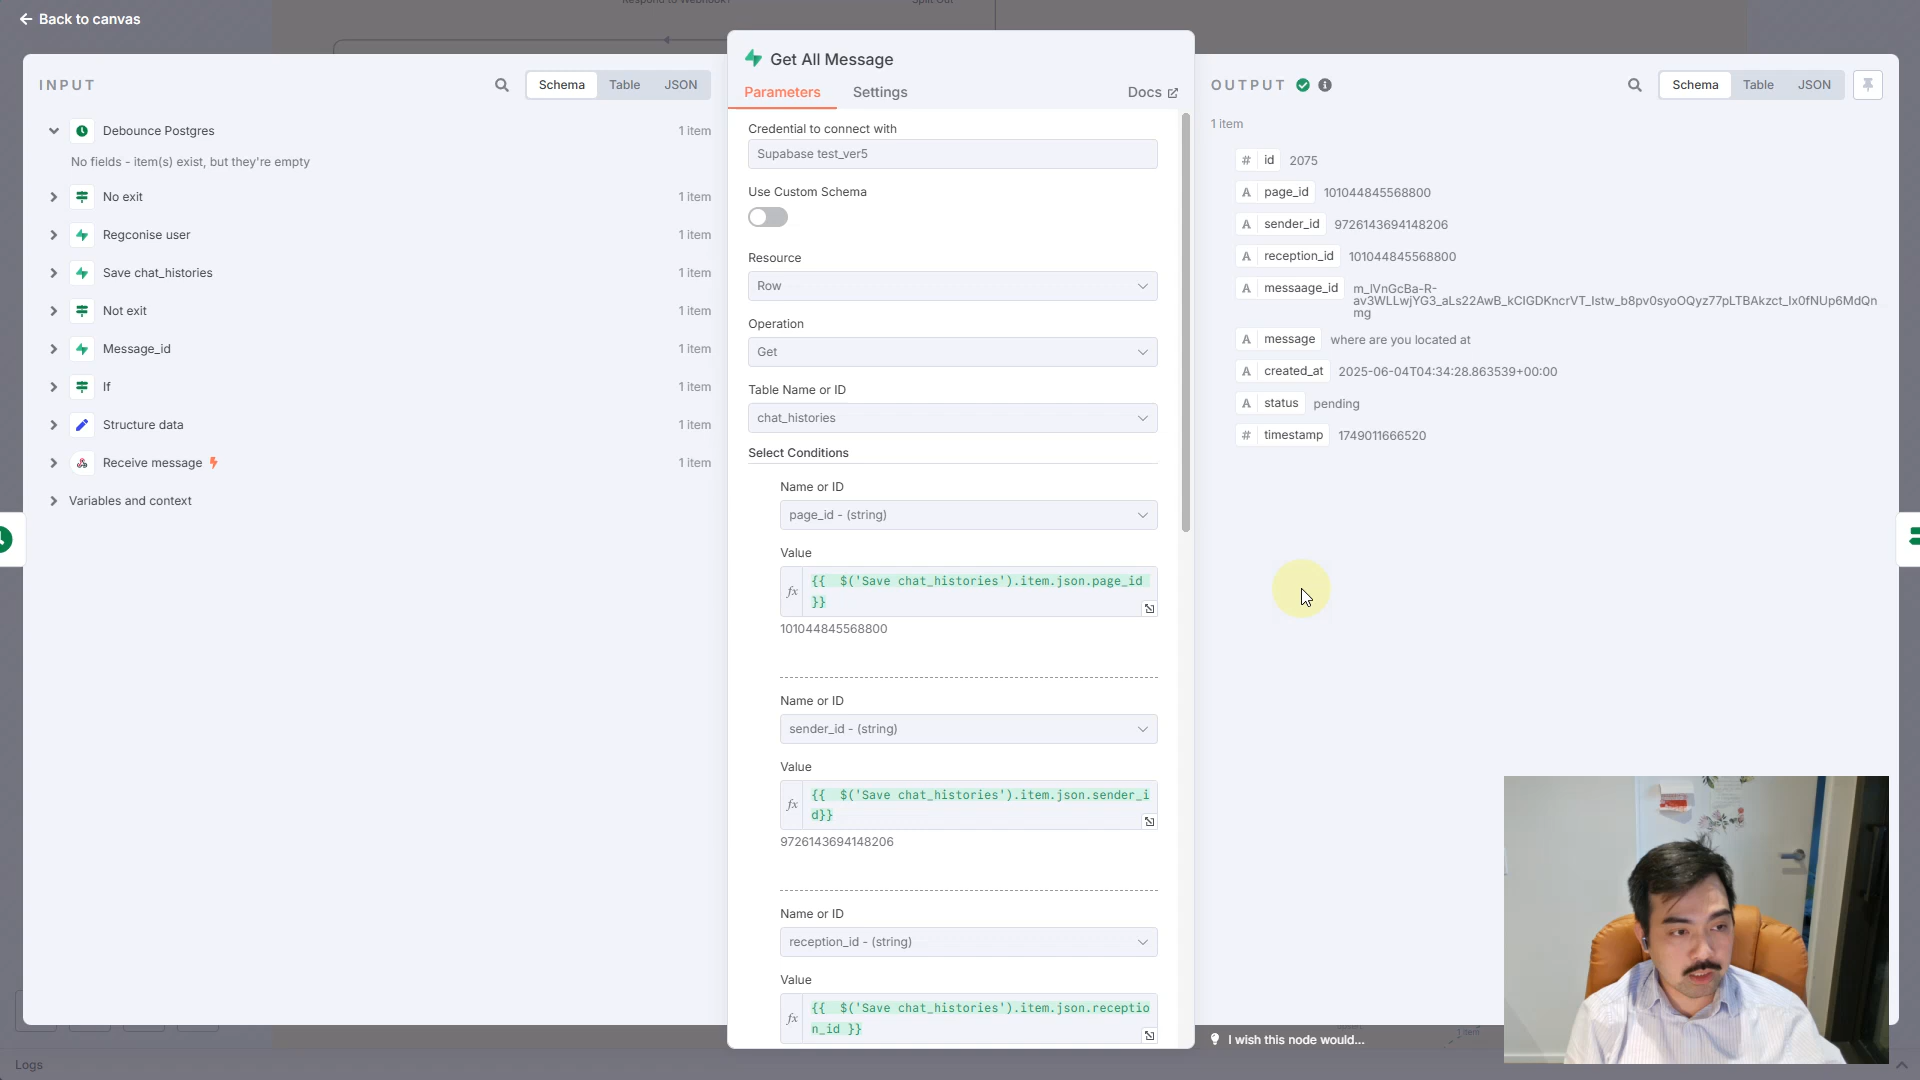 Back to canvas
INPUT
Schema
Table
JSON
Debounce Postgres
1 item
No fields - item(s) exist, but they're empty
No exit
1 item
Regconise user
1 item
Save chat_histories
1 item
Not exit
1 item
Message_id
1 item
If
1 item
Structure data
1 item
Receive message
1 item
Variables and context
Get All Message
Parameters
Settings
Docs
Credential to connect with
Supabase test_ver5
Use Custom Schema
Resource
Row
Operation
Get
Table Name or ID
chat_histories
Select Conditions
Name or ID
page_id - (string)
Value
fx
{{  $('Save chat_histories').item.json.page_id
}}
101044845568800
Name or ID
sender_id - (string)
Value
fx
{{  $('Save chat_histories').item.json.sender_i
d}}
9726143694148206
Name or ID
reception_id - (string)
Value
fx
{{  $('Save chat_histories').item.json.receptio
n_id }}
OUTPUT
Schema
Table
JSON
1 item
# id 2075
A page_id 101044845568800
A sender_id 9726143694148206
A reception_id 101044845568800
A messaage_id m_lVnGcBa-R-
av3WLLwjYG3_aLs22AwB_kCIGDKncrVT_Istw_b8pv0syoOQyz77pLTBAkzct_Ix0fNUp6MdQn
mg
A message where are you located at
A created_at 2025-06-04T04:34:28.863539+00:00
A status pending
# timestamp 1749011666520
I wish this node would...
Logs